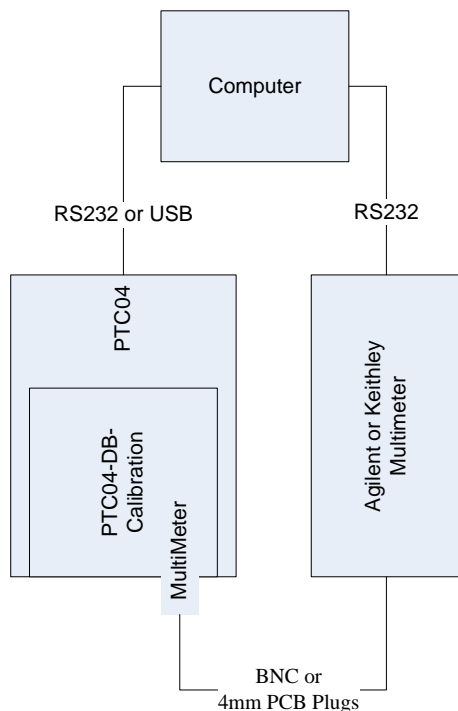 Computer
RS232 or USB
RS232
PTC04
PTC04-DB-
Calibration
MultiMeter
Agilent or Keithley
Multimeter
BNC or
4mm PCB Plugs